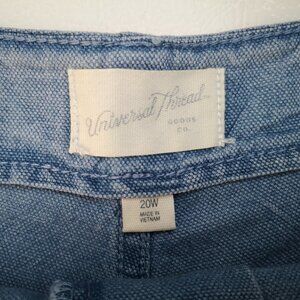 Universal Thread
GOODS
CO.
20W
MADE IN
VIETNAM